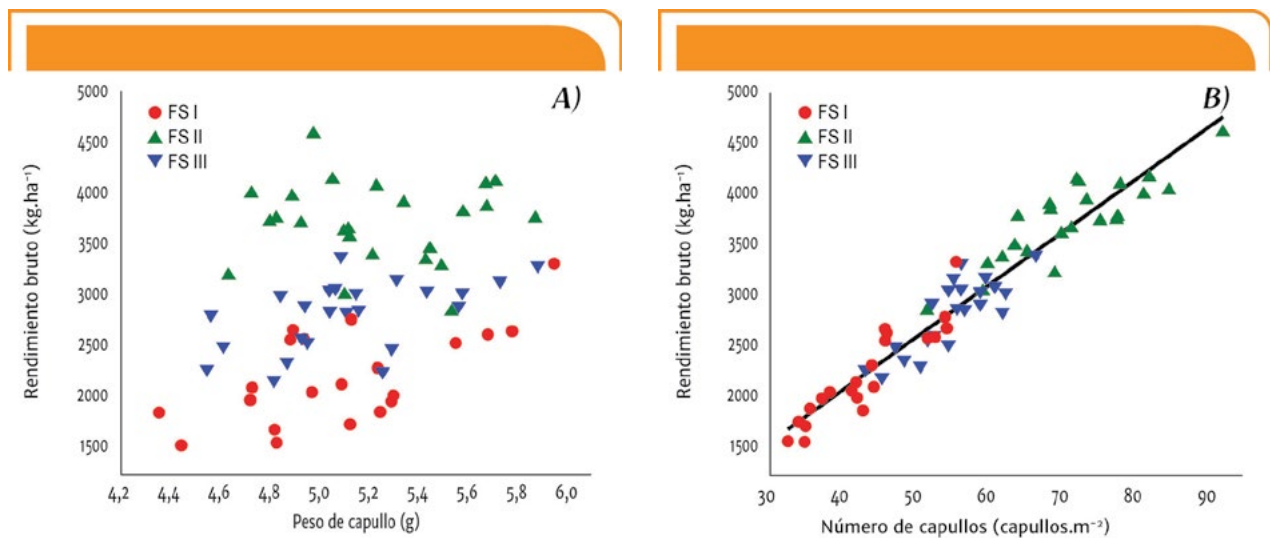 A)
5000
4500
4000
3500
3000
2500
2000
1500
Rendimiento bruto (kg.ha⁻¹)
FS I
FS II
FS III
4,2 4,4 4,6 4,8 5,0 5,2 5,4 5,6 5,8 6,0
Peso de capullo (g)
B)
5000
4500
4000
3500
3000
2500
2000
1500
Rendimiento bruto (kg.ha⁻¹)
FS I
FS II
FS III
30 40 50 60 70 80 90
Número de capullos (capullos.m⁻²)